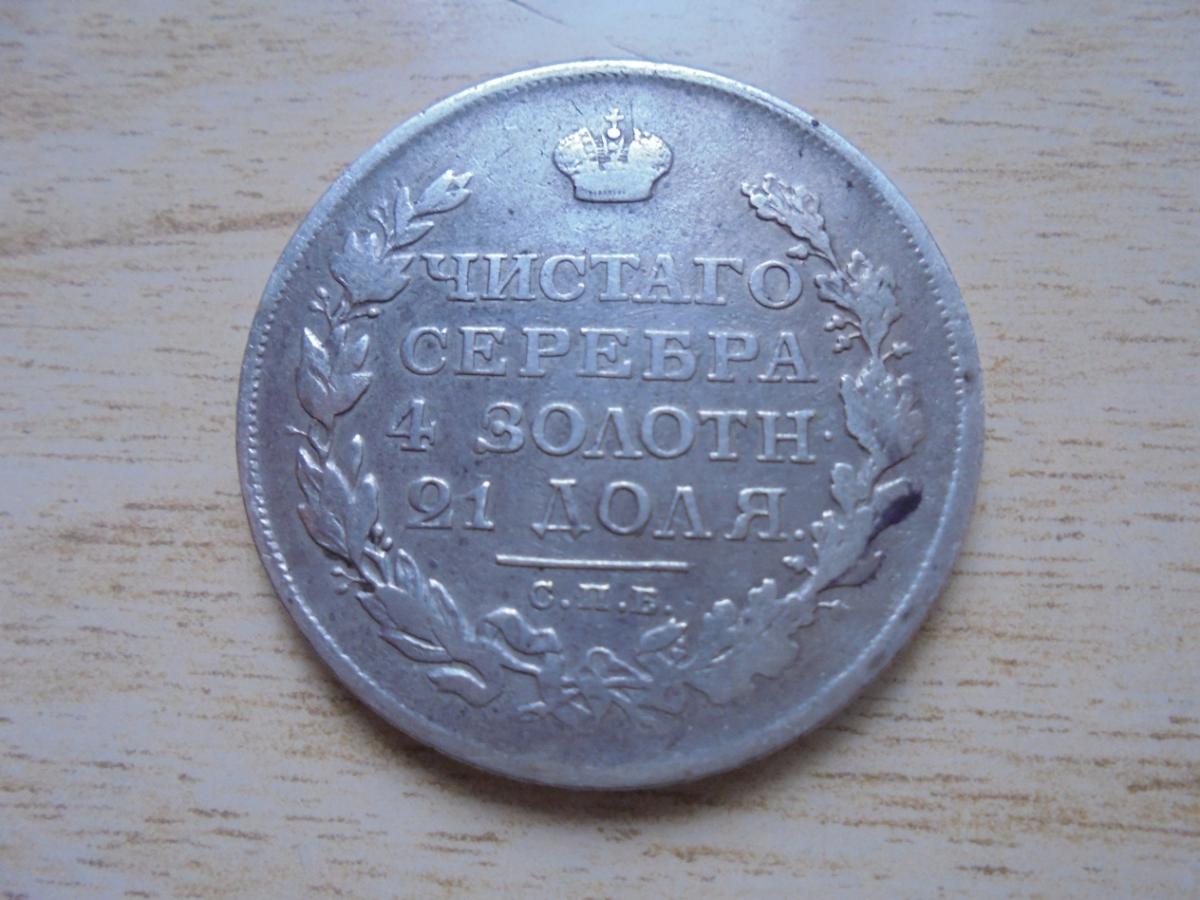 ЧИСТАГО
СЕРЕБРА
4 ЗОЛОТН·
21 ДОЛЯ.
С.П.Б.